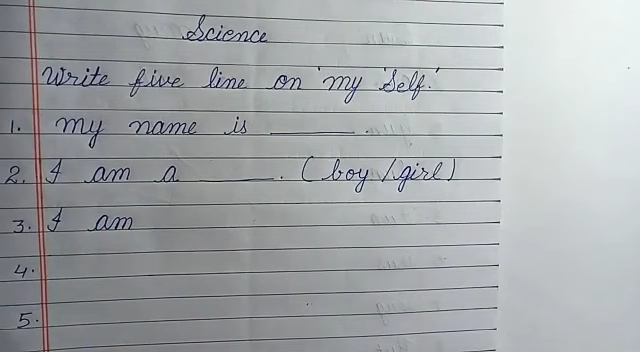 Science
Write five line on 'my self.'
1. my name is ______.
2. I am a ______. (boy/girl)
3. I am
4.
5.